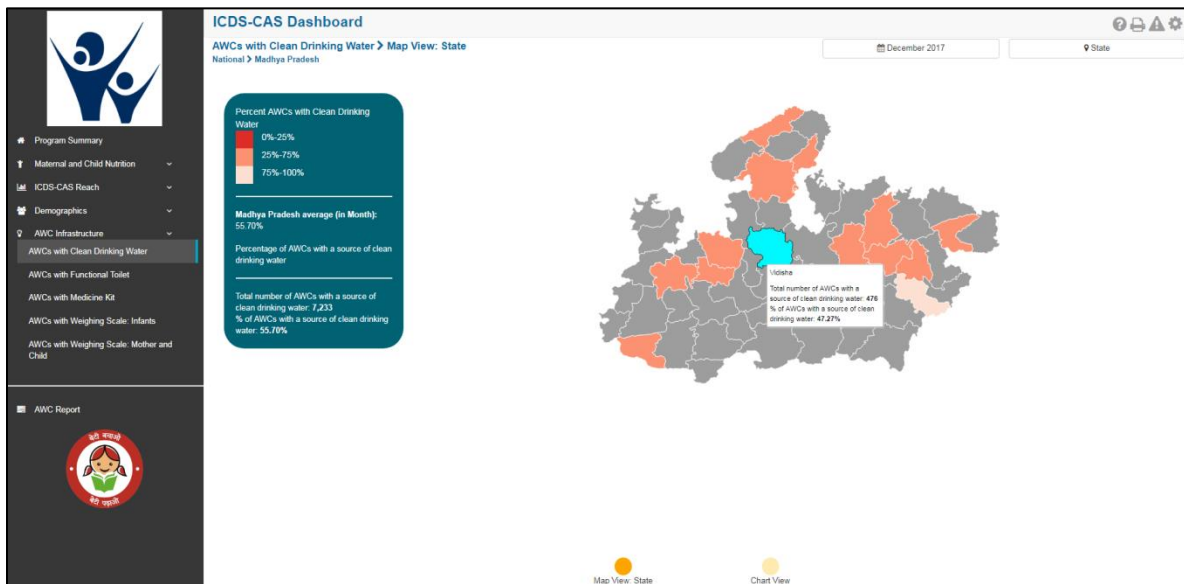 ICDS-CAS Dashboard
AWCs with Clean Drinking Water > Map View: State
National > Madhya Pradesh
December 2017
State
Program Summary
Maternal and Child Nutrition
ICDS-CAS Reach
Demographics
AWC Infrastructure
AWCs with Clean Drinking Water
AWCs with Functional Toilet
AWCs with Medicine Kit
AWCs with Weighing Scale: Infants
AWCs with Weighing Scale: Mother and
Child
AWC Report
बेटी बचाओ
बेटी पढ़ाओ
Percent AWCs with Clean Drinking
Water
0%-25%
25%-75%
75%-100%
Madhya Pradesh average (in Month):
55.70%
Percentage of AWCs with a source of clean
drinking water
Total number of AWCs with a source of
clean drinking water: 7,233
% of AWCs with a source of clean drinking
water: 55.70%
Vidisha
Total number of AWCs with a
source of clean drinking water: 476
% of AWCs with a source of clean
drinking water: 47.27%
Map View: State
Chart View